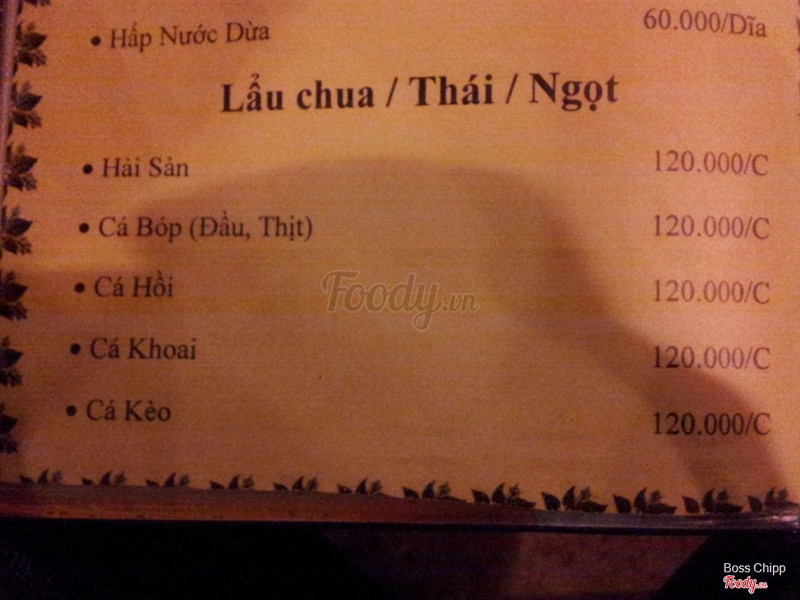 • Hấp Nước Dừa 60.000/Dĩa
Lẩu chua / Thái / Ngọt
• Hải Sản 120.000/C
• Cá Bóp (Đầu, Thịt) 120.000/C
• Cá Hồi 120.000/C
• Cá Khoai 120.000/C
• Cá Kèo 120.000/C
Foody.vn
Boss Chipp
Foody.vn